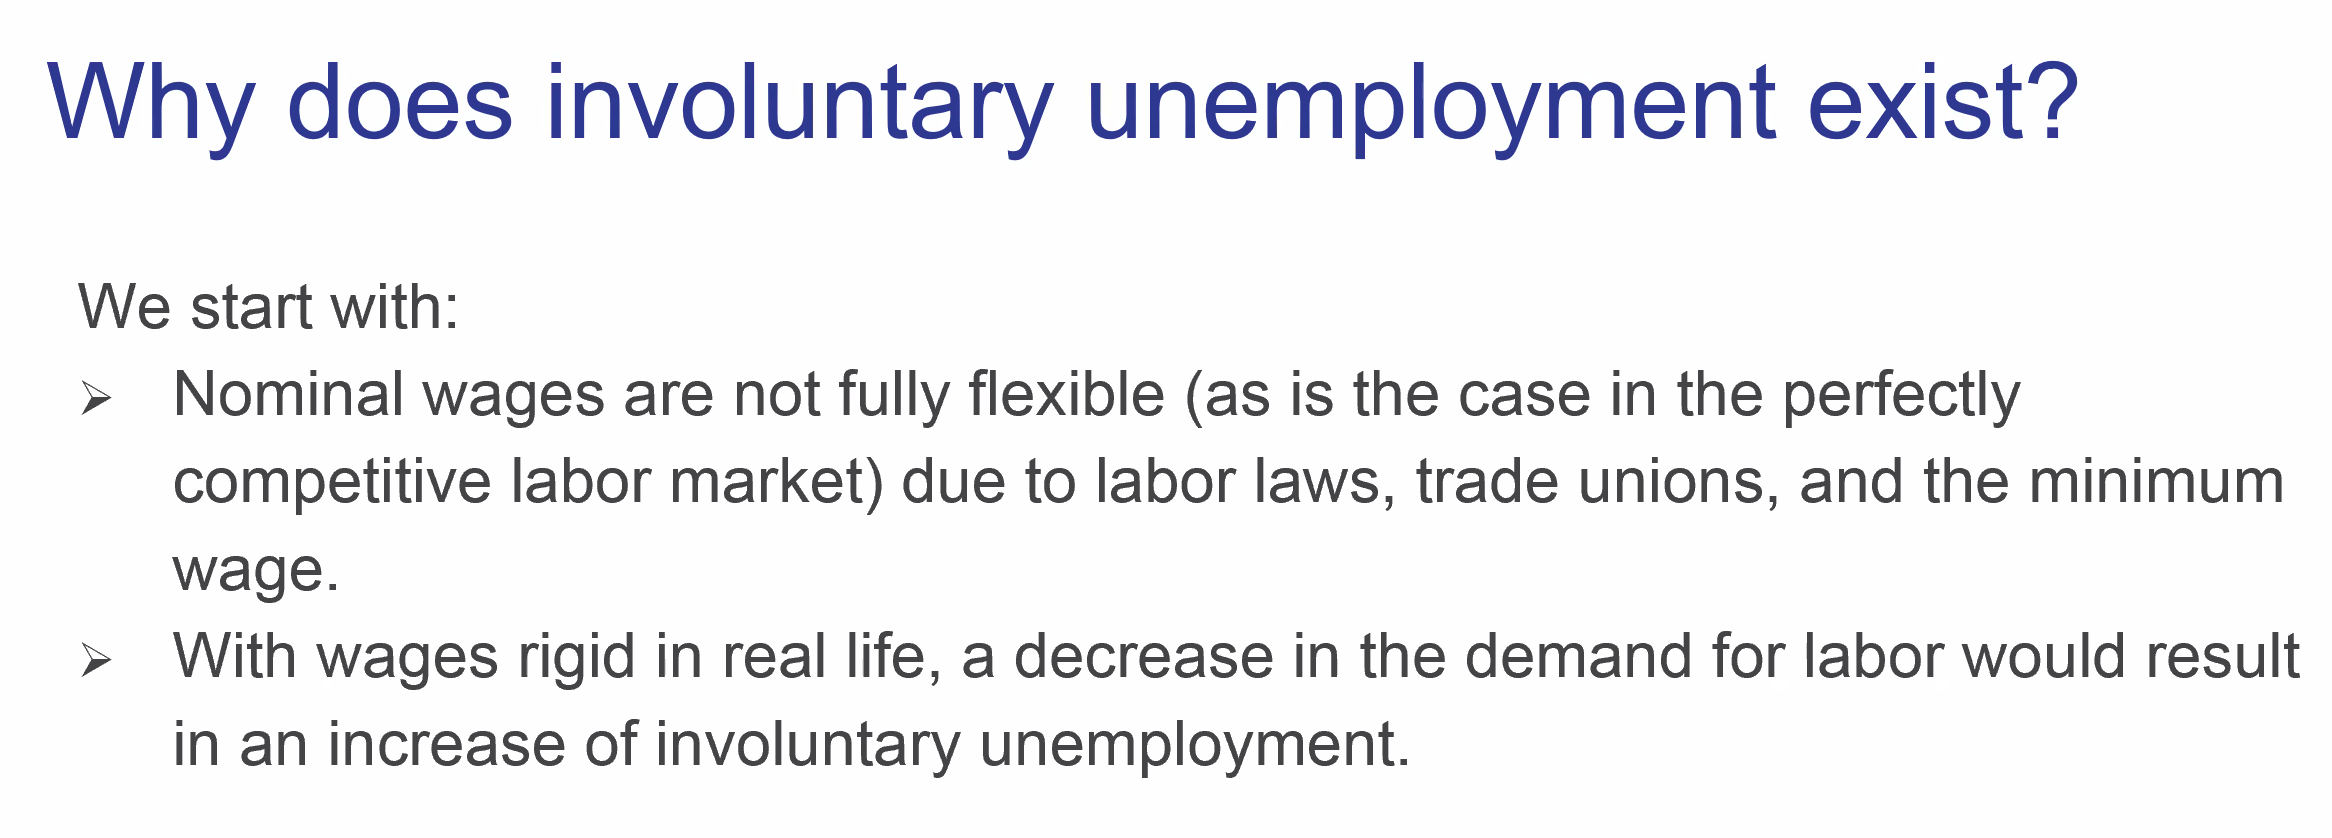 Why does involuntary unemployment exist?
We start with:
➢ Nominal wages are not fully flexible (as is the case in the perfectly
competitive labor market) due to labor laws, trade unions, and the minimum
wage.
➢ With wages rigid in real life, a decrease in the demand for labor would result
in an increase of involuntary unemployment.